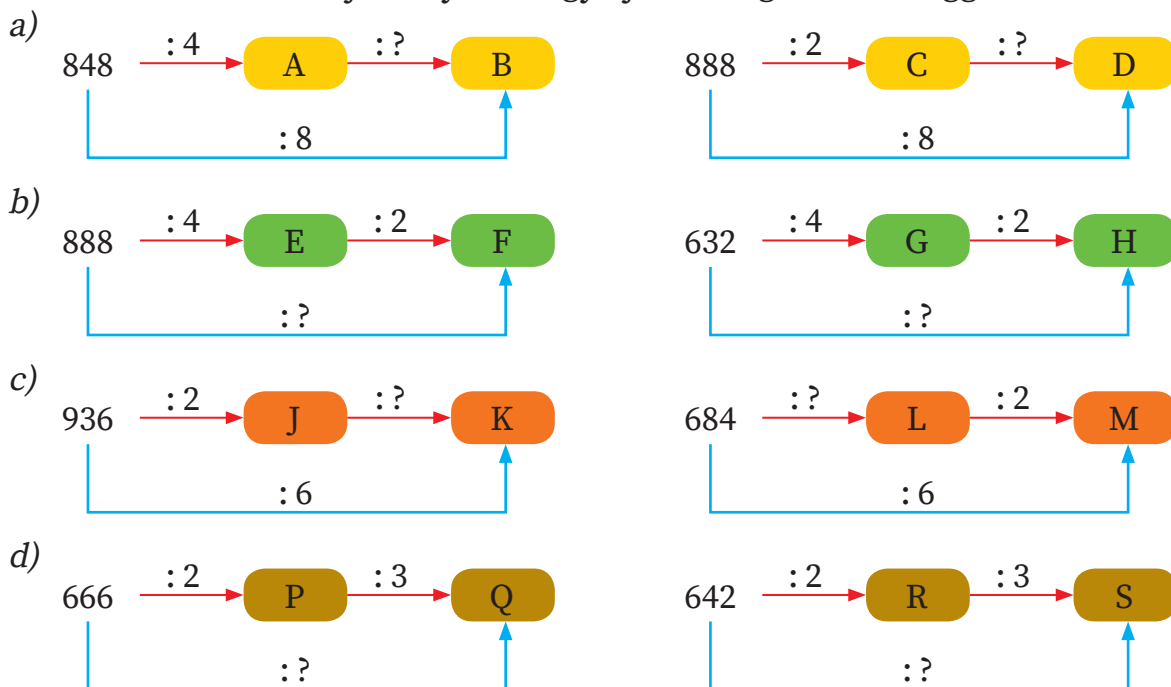 a)
848 : 4 A : ? B
: 8
888 : 2 C : ? D
: 8
b)
888 : 4 E : 2 F
: ?
632 : 4 G : 2 H
: ?
c)
936 : 2 J : ? K
: 6
684 : ? L : 2 M
: 6
d)
666 : 2 P : 3 Q
: ?
642 : 2 R : 3 S
: ?